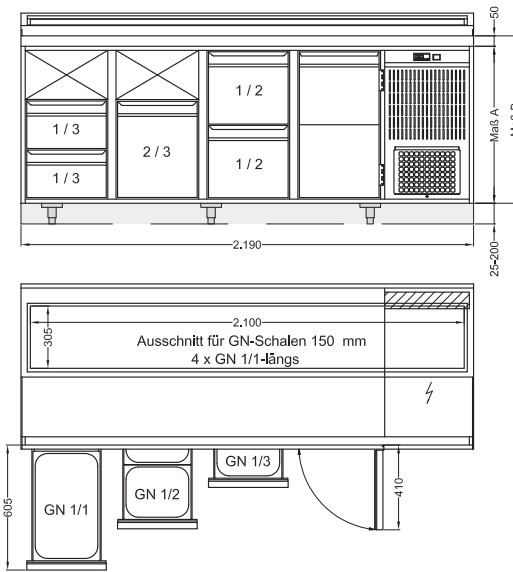 50
1 / 2
1 / 3
2 / 3
Maß A
1 / 3
1 / 2
2.190
25-200
2.100
305
Ausschnitt für GN-Schalen 150 mm
4 x GN 1/1-längs
GN 1/3
GN 1/2
GN 1/1
605
410